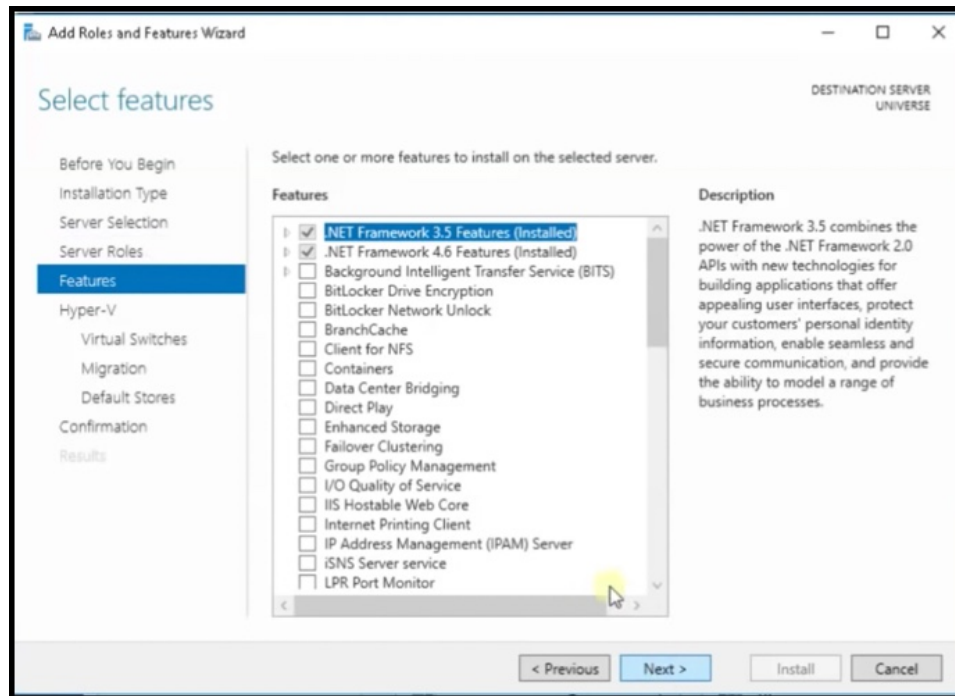 Add Roles and Features Wizard
Select features
DESTINATION SERVER
UNIVERSE
Before You Begin
Installation Type
Server Selection
Server Roles
Features
Hyper-V
Virtual Switches
Migration
Default Stores
Confirmation
Results
Select one or more features to install on the selected server.
Features
.NET Framework 3.5 Features (Installed)
.NET Framework 4.6 Features (Installed)
Background Intelligent Transfer Service (BITS)
BitLocker Drive Encryption
BitLocker Network Unlock
BranchCache
Client for NFS
Containers
Data Center Bridging
Direct Play
Enhanced Storage
Failover Clustering
Group Policy Management
I/O Quality of Service
IIS Hostable Web Core
Internet Printing Client
IP Address Management (IPAM) Server
iSNS Server service
LPR Port Monitor
Description
.NET Framework 3.5 combines the
power of the .NET Framework 2.0
APIs with new technologies for
building applications that offer
appealing user interfaces, protect
your customers' personal identity
information, enable seamless and
secure communication, and provide
the ability to model a range of
business processes.
< Previous
Next >
Install
Cancel